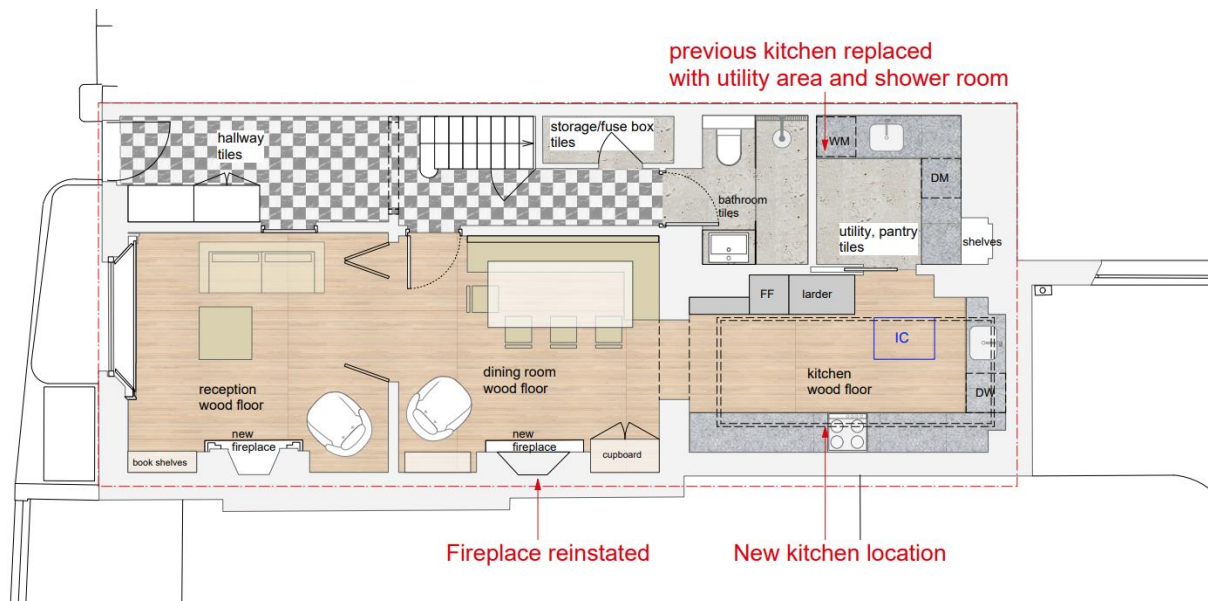 previous kitchen replaced
with utility area and shower room
hallway
tiles
storage/fuse box
tiles
WM
DM
bathroom
tiles
utility, pantry
tiles
shelves
FF
larder
IC
reception
wood floor
dining room
wood floor
kitchen
wood floor
DW
new
fireplace
new
fireplace
book shelves
cupboard
Fireplace reinstated
New kitchen location